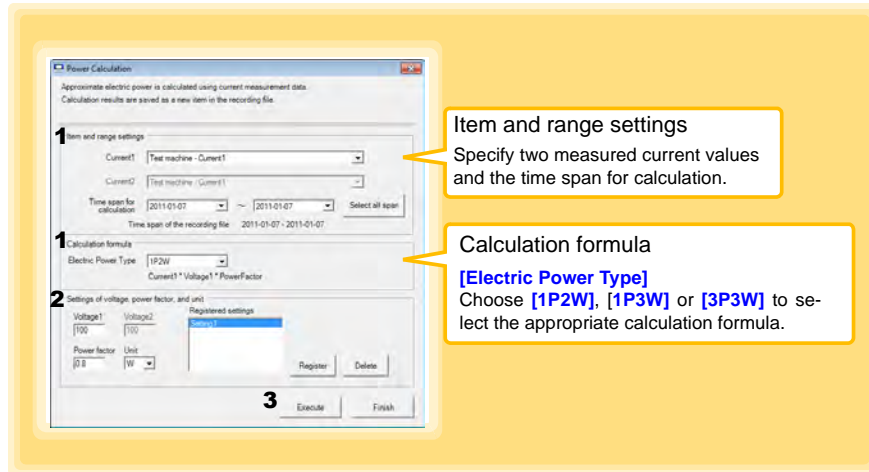 Power Calculation
Approximate electric power is calculated using current measurement data.
Calculation results are saved as a new item in the recording file.
1
Item and range settings
Current1 Test machine - Current1
Current2 Test machine - Current1
Time span for calculation 2011-01-07 ~ 2011-01-07 Select all span
Time span of the recording file 2011-01-07 - 2011-01-07
1
Calculation formula
Electric Power Type 1P2W
Current1 * Voltage1 * PowerFactor
2
Settings of voltage, power factor, and unit
Voltage1 Voltage2 Registered settings
100 100 Setting1
Power factor Unit
0.8 W Register Delete
3
Execute Finish
Item and range settings
Specify two measured current values
and the time span for calculation.
Calculation formula
[Electric Power Type]
Choose [1P2W], [1P3W] or [3P3W] to se-
lect the appropriate calculation formula.